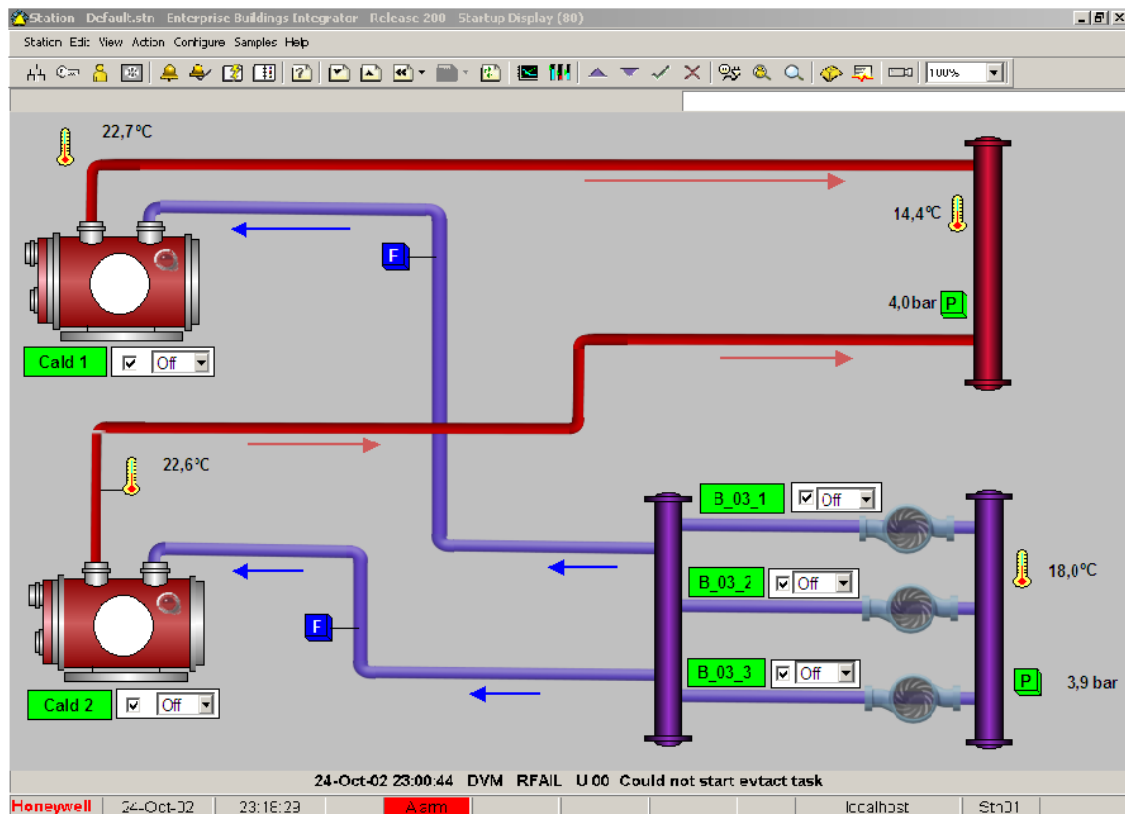 Station Default.stn Enterprise Buildings Integrator Release 200 Startup Display (80)
Station Edit View Action Configure Samples Help
100%
22,7°C
14,4°C
F
4,0bar P
Cald 1 Off
22,6°C
B_03_1 Off
18,0°C
B_03_2 Off
F
B_03_3 Off
P 3,9 bar
Cald 2 Off
24-Oct-02 23:00:44 DVM RFAIL U 00 Could not start evtact task
Honeywell 24-Oct-02 23:18:29 Alarm localhost Stn01